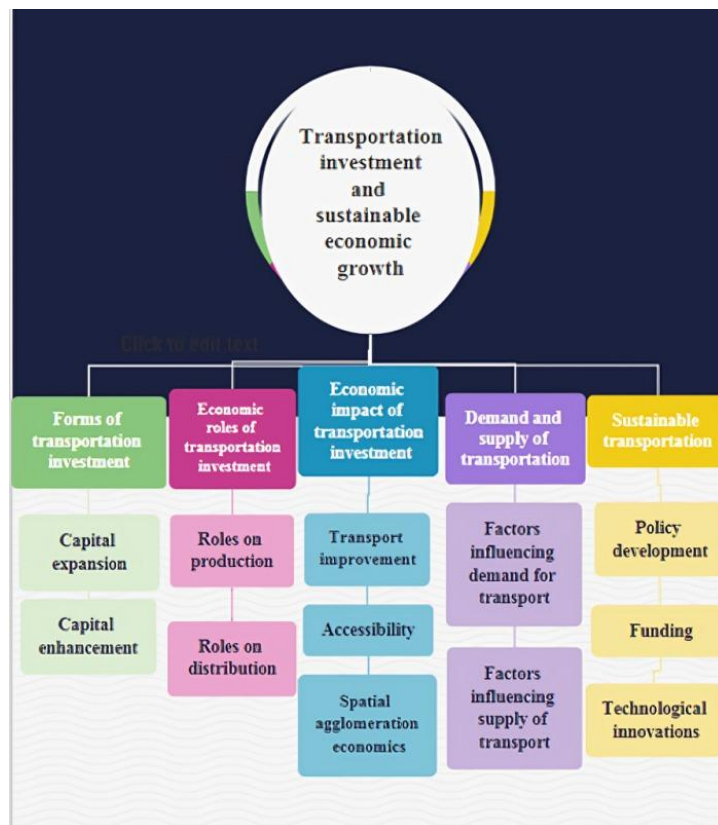 Transportation
investment
and
sustainable
economic
growth
Click to edit text
Forms of
transportation
investment
Economic
roles of
transportation
investment
Economic
impact of
transportation
investment
Demand and
supply of
transportation
Sustainable
transportation
Capital
expansion
Capital
enhancement
Roles on
production
Roles on
distribution
Transport
improvement
Accessibility
Spatial
agglomeration
economics
Factors
influencing
demand for
transport
Factors
influencing
supply of
transport
Policy
development
Funding
Technological
innovations